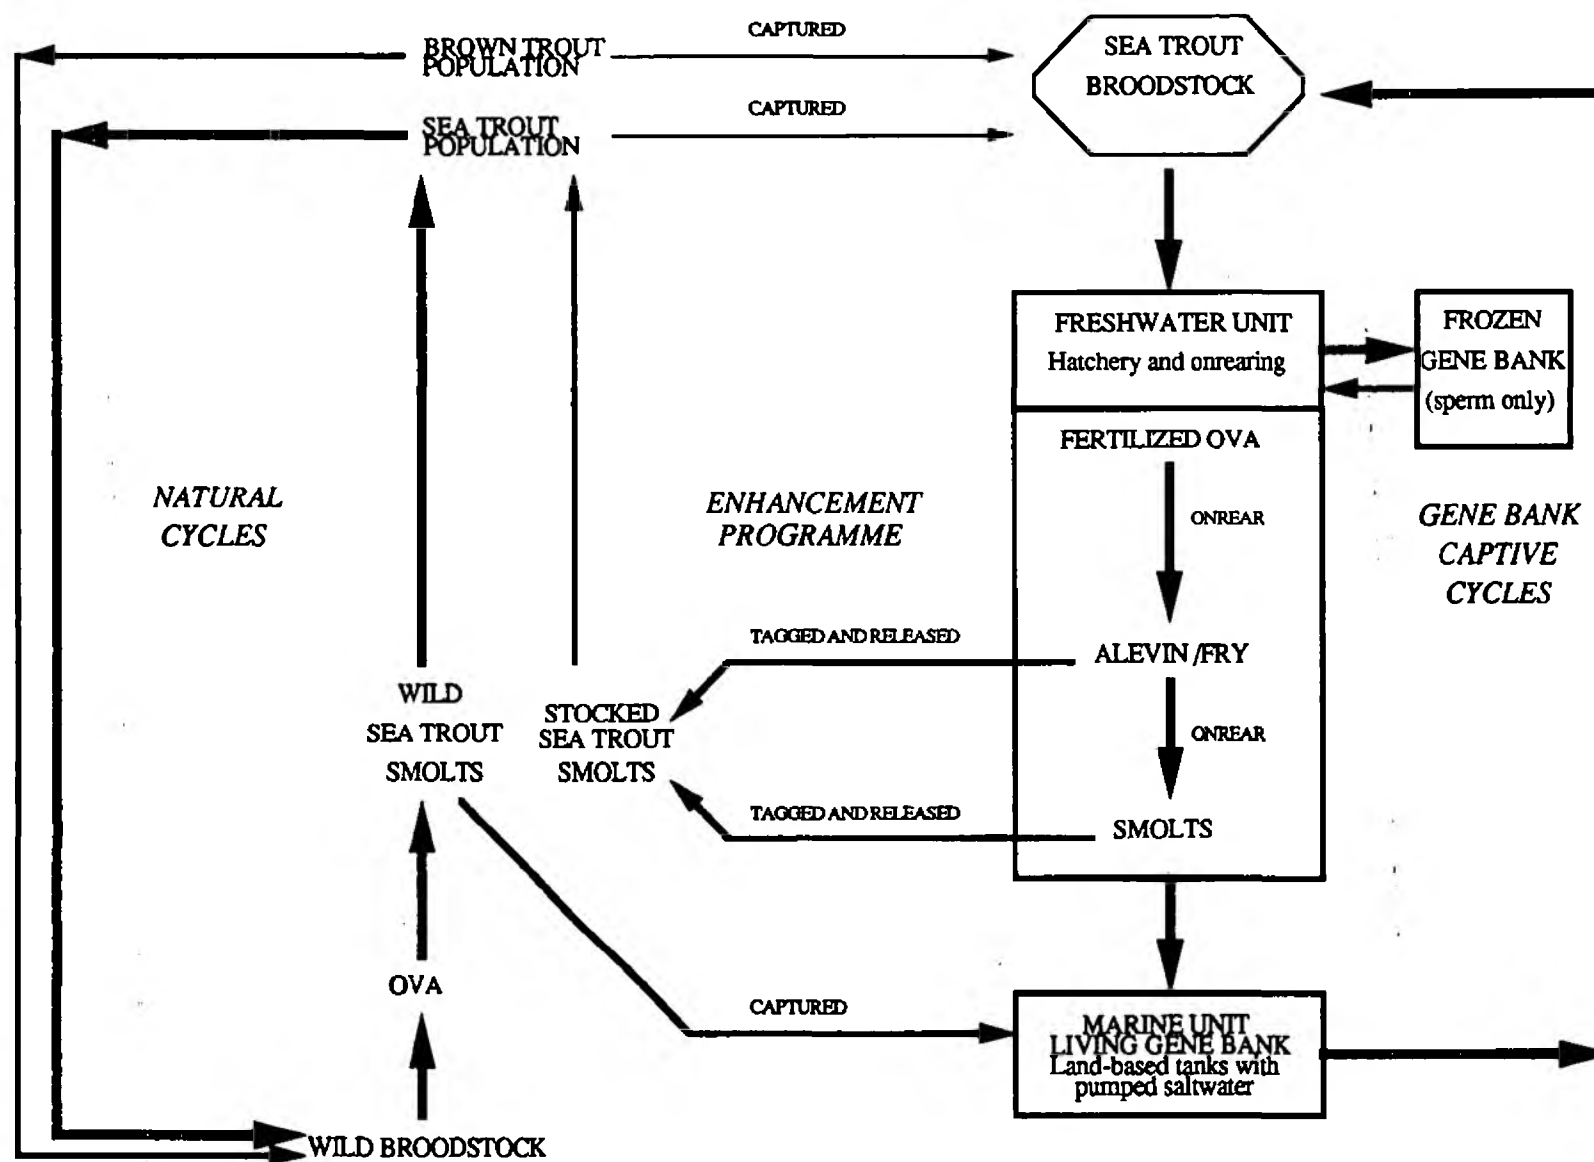 BROWN TROUT
POPULATION
CAPTURED
SEA TROUT
BROODSTOCK
SEA TROUT
POPULATION
CAPTURED
FRESHWATER UNIT
Hatchery and onrearing
FROZEN
GENE BANK
(sperm only)
FERTILIZED OVA
NATURAL
CYCLES
ENHANCEMENT
PROGRAMME
ONREAR
GENE BANK
CAPTIVE
CYCLES
TAGGED AND RELEASED
ALEVIN /FRY
WILD
SEA TROUT
SMOLTS
STOCKED
SEA TROUT
SMOLTS
ONREAR
TAGGED AND RELEASED
SMOLTS
OVA
CAPTURED
MARINE UNIT
LIVING GENE BANK
Land-based tanks with
pumped saltwater
WILD BROODSTOCK